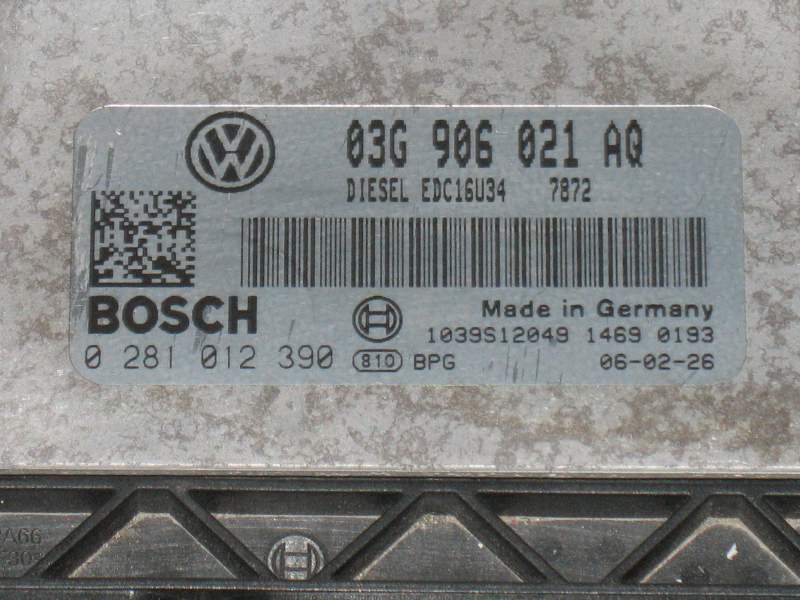 03G 906 021 AQ
DIESEL EDC16U34 7872
BOSCH
Made in Germany
1039S12049 1469 0193
0 281 012 390 810 BPG 06-02-26
A66